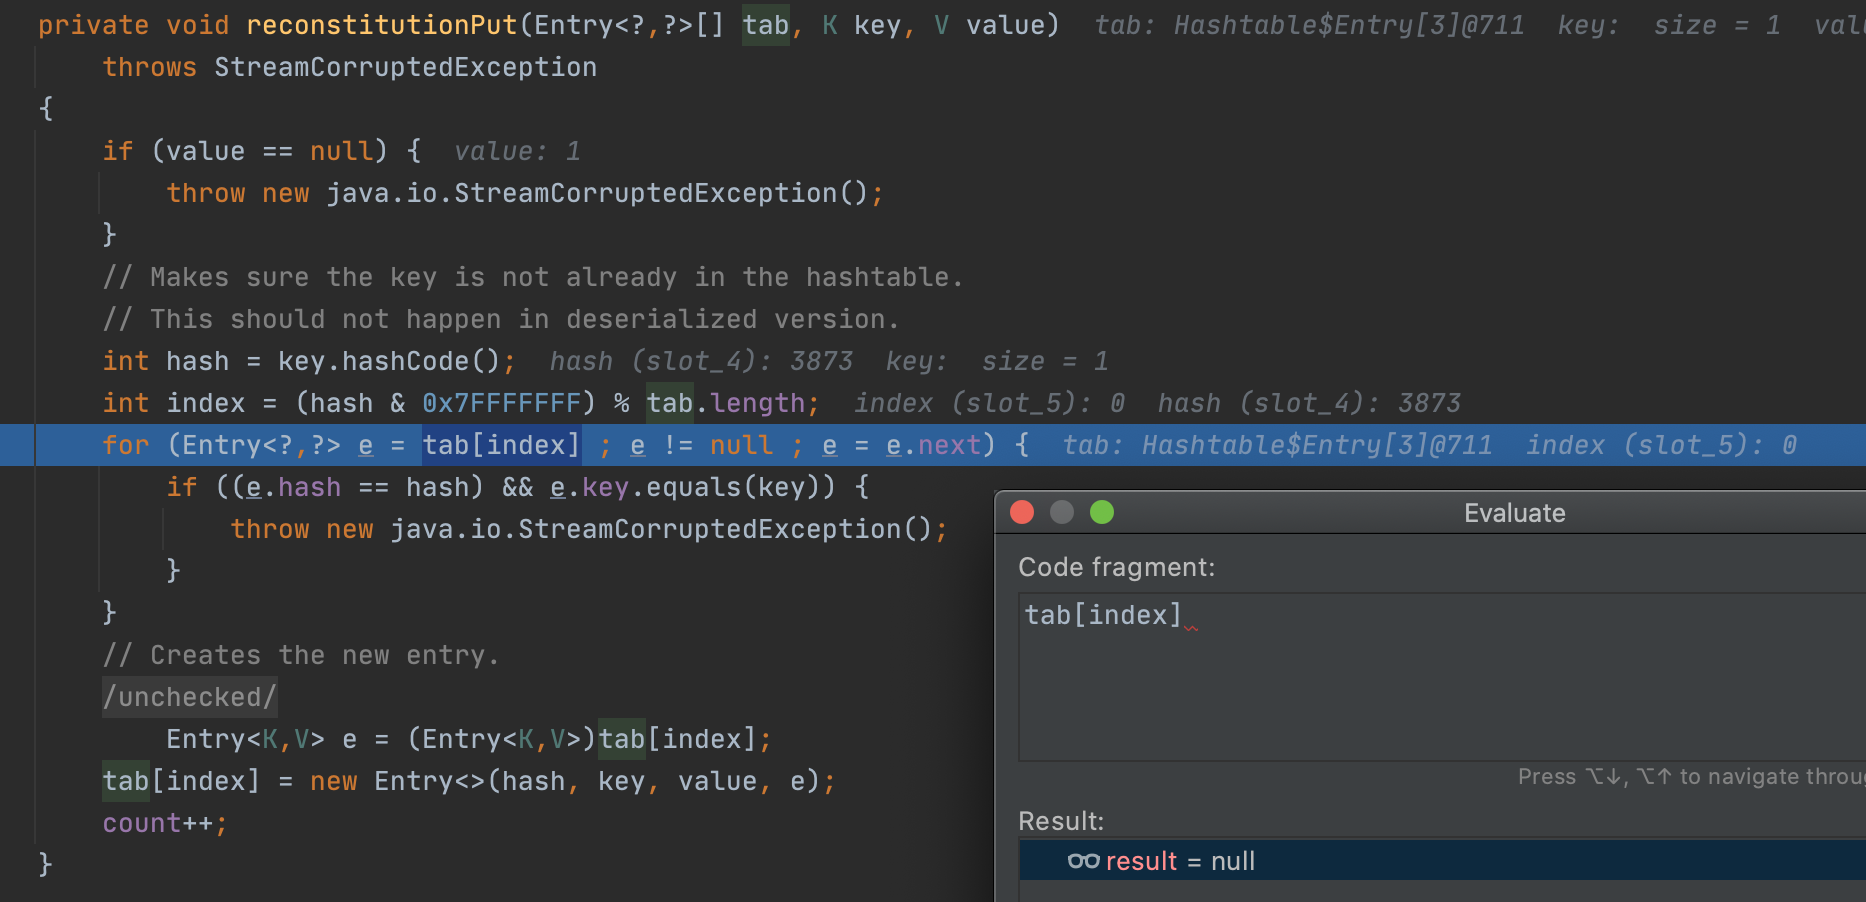 private void reconstitutionPut(Entry<?,?>[] tab, K key, V value)  tab: Hashtable$Entry[3]@711  key:  size = 1
throws StreamCorruptedException
{
if (value == null) {  value: 1
throw new java.io.StreamCorruptedException();
}
// Makes sure the key is not already in the hashtable.
// This should not happen in deserialized version.
int hash = key.hashCode();  hash (slot_4): 3873  key:  size = 1
int index = (hash & 0x7FFFFFFF) % tab.length;  index (slot_5): 0  hash (slot_4): 3873
for (Entry<?,?> e = tab[index] ; e != null ; e = e.next) {  tab: Hashtable$Entry[3]@711  index (slot_5): 0
if ((e.hash == hash) && e.key.equals(key)) {
throw new java.io.StreamCorruptedException();
}
}
// Creates the new entry.
/unchecked/
Entry<K,V> e = (Entry<K,V>)tab[index];
tab[index] = new Entry<>(hash, key, value, e);
count++;
}
Evaluate
Code fragment:
tab[index]
Press ⌥↓, ⌥↑ to navigate
Result:
result = null